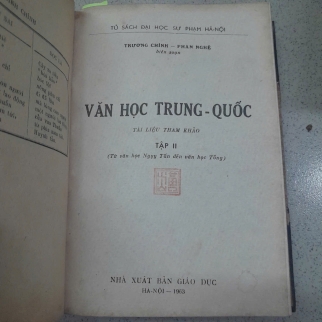 TỦ SÁCH ĐẠI HỌC SƯ PHẠM HÀ-NỘI
TRƯƠNG CHÍNH — PHAN NGHỆ
biên soạn
VĂN HỌC TRUNG-QUỐC
TÀI LIỆU THAM KHẢO
TẬP II
(Từ văn học Ngụy Tấn đến văn học Tống)
NHÀ XUẤT BẢN GIÁO DỤC
HÀ-NỘI — 1963